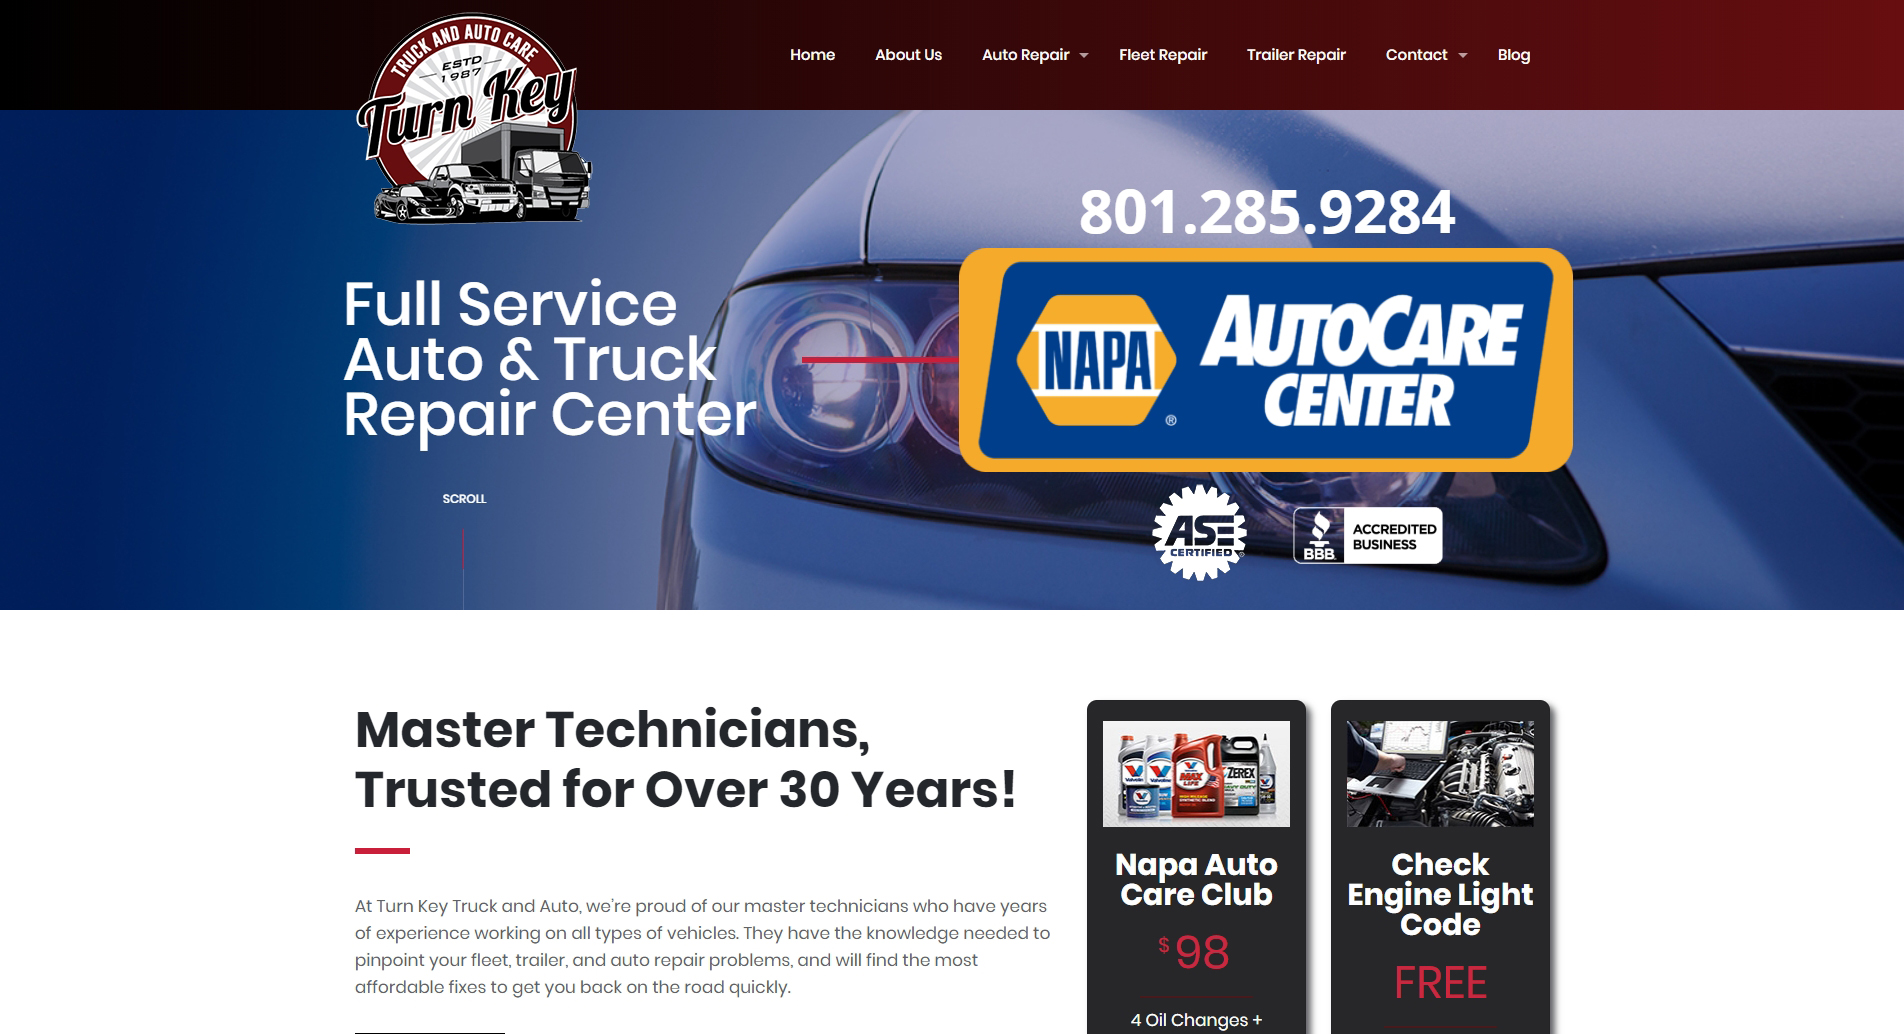 TRUCK AND AUTO CARE
ESTD
1987
Turn Key
Home
About Us
Auto Repair
Fleet Repair
Trailer Repair
Contact
Blog
801.285.9284
Full Service
Auto & Truck
Repair Center
NAPA
®
AUTOCARE
CENTER
SCROLL
ASE
CERTIFIED
BBB
ACCREDITED
BUSINESS
Master Technicians,
Trusted for Over 30 Years!
At Turn Key Truck and Auto, we’re proud of our master technicians who have years
of experience working on all types of vehicles. They have the knowledge needed to
pinpoint your fleet, trailer, and auto repair problems, and will find the most
affordable fixes to get you back on the road quickly.
Valvoline
MAX
LIFE
ZEREX
Napa Auto
Care Club
$98
4 Oil Changes +
Check
Engine Light
Code
FREE